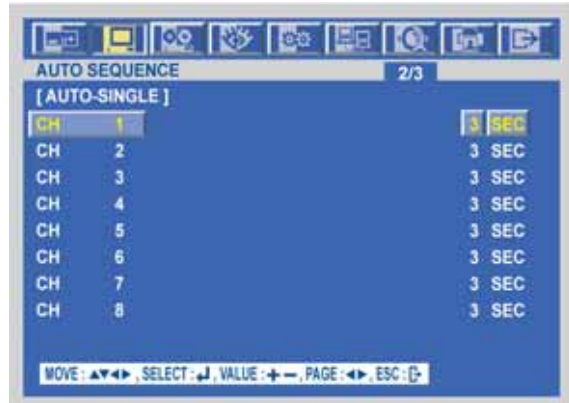 AUTO SEQUENCE 2/3
[ AUTO-SINGLE ]
CH 1 3 SEC
CH 2 3 SEC
CH 3 3 SEC
CH 4 3 SEC
CH 5 3 SEC
CH 6 3 SEC
CH 7 3 SEC
CH 8 3 SEC
MOVE : ▲▼◀▶ , SELECT : ↵ , VALUE : + − , PAGE : ◀▶ , ESC :